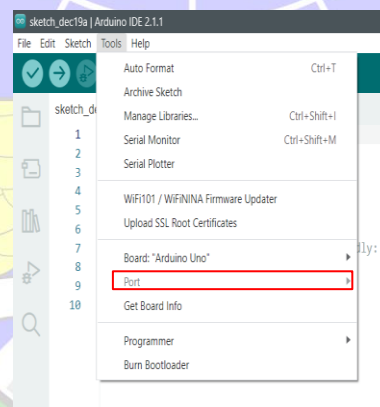 sketch_dec19a | Arduino IDE 2.1.1
File Edit Sketch Tools Help
Auto Format Ctrl+T
Archive Sketch
Manage Libraries... Ctrl+Shift+I
Serial Monitor Ctrl+Shift+M
Serial Plotter
WiFi101 / WiFiNINA Firmware Updater
Upload SSL Root Certificates
Board: "Arduino Uno"
Port
Get Board Info
Programmer
Burn Bootloader
sketch_de
1
2
3
4
5
6
7 dly:
8
9
10